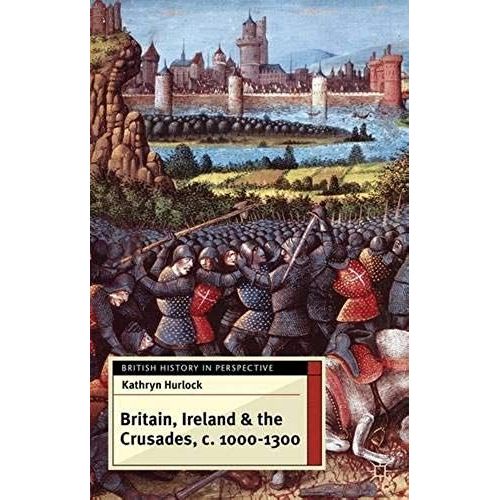 BRITISH HISTORY IN PERSPECTIVE
Kathryn Hurlock
Britain, Ireland & the
Crusades, c. 1000-1300